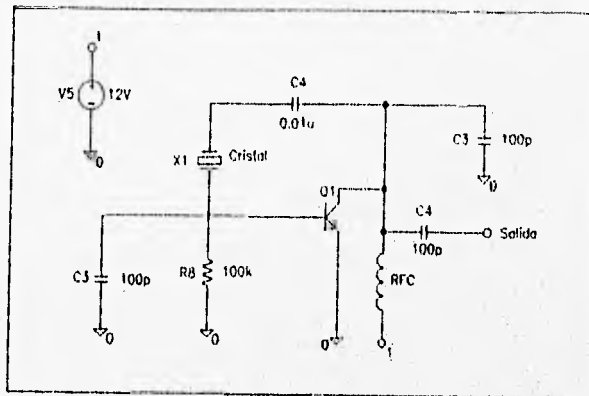 1
V5 12V
0
C4
0.01u
X1 Cristal
C3 100p
0
Q1
C4
100p
Salida
C3 100p
0
R8 100k
0
0
RFC
1